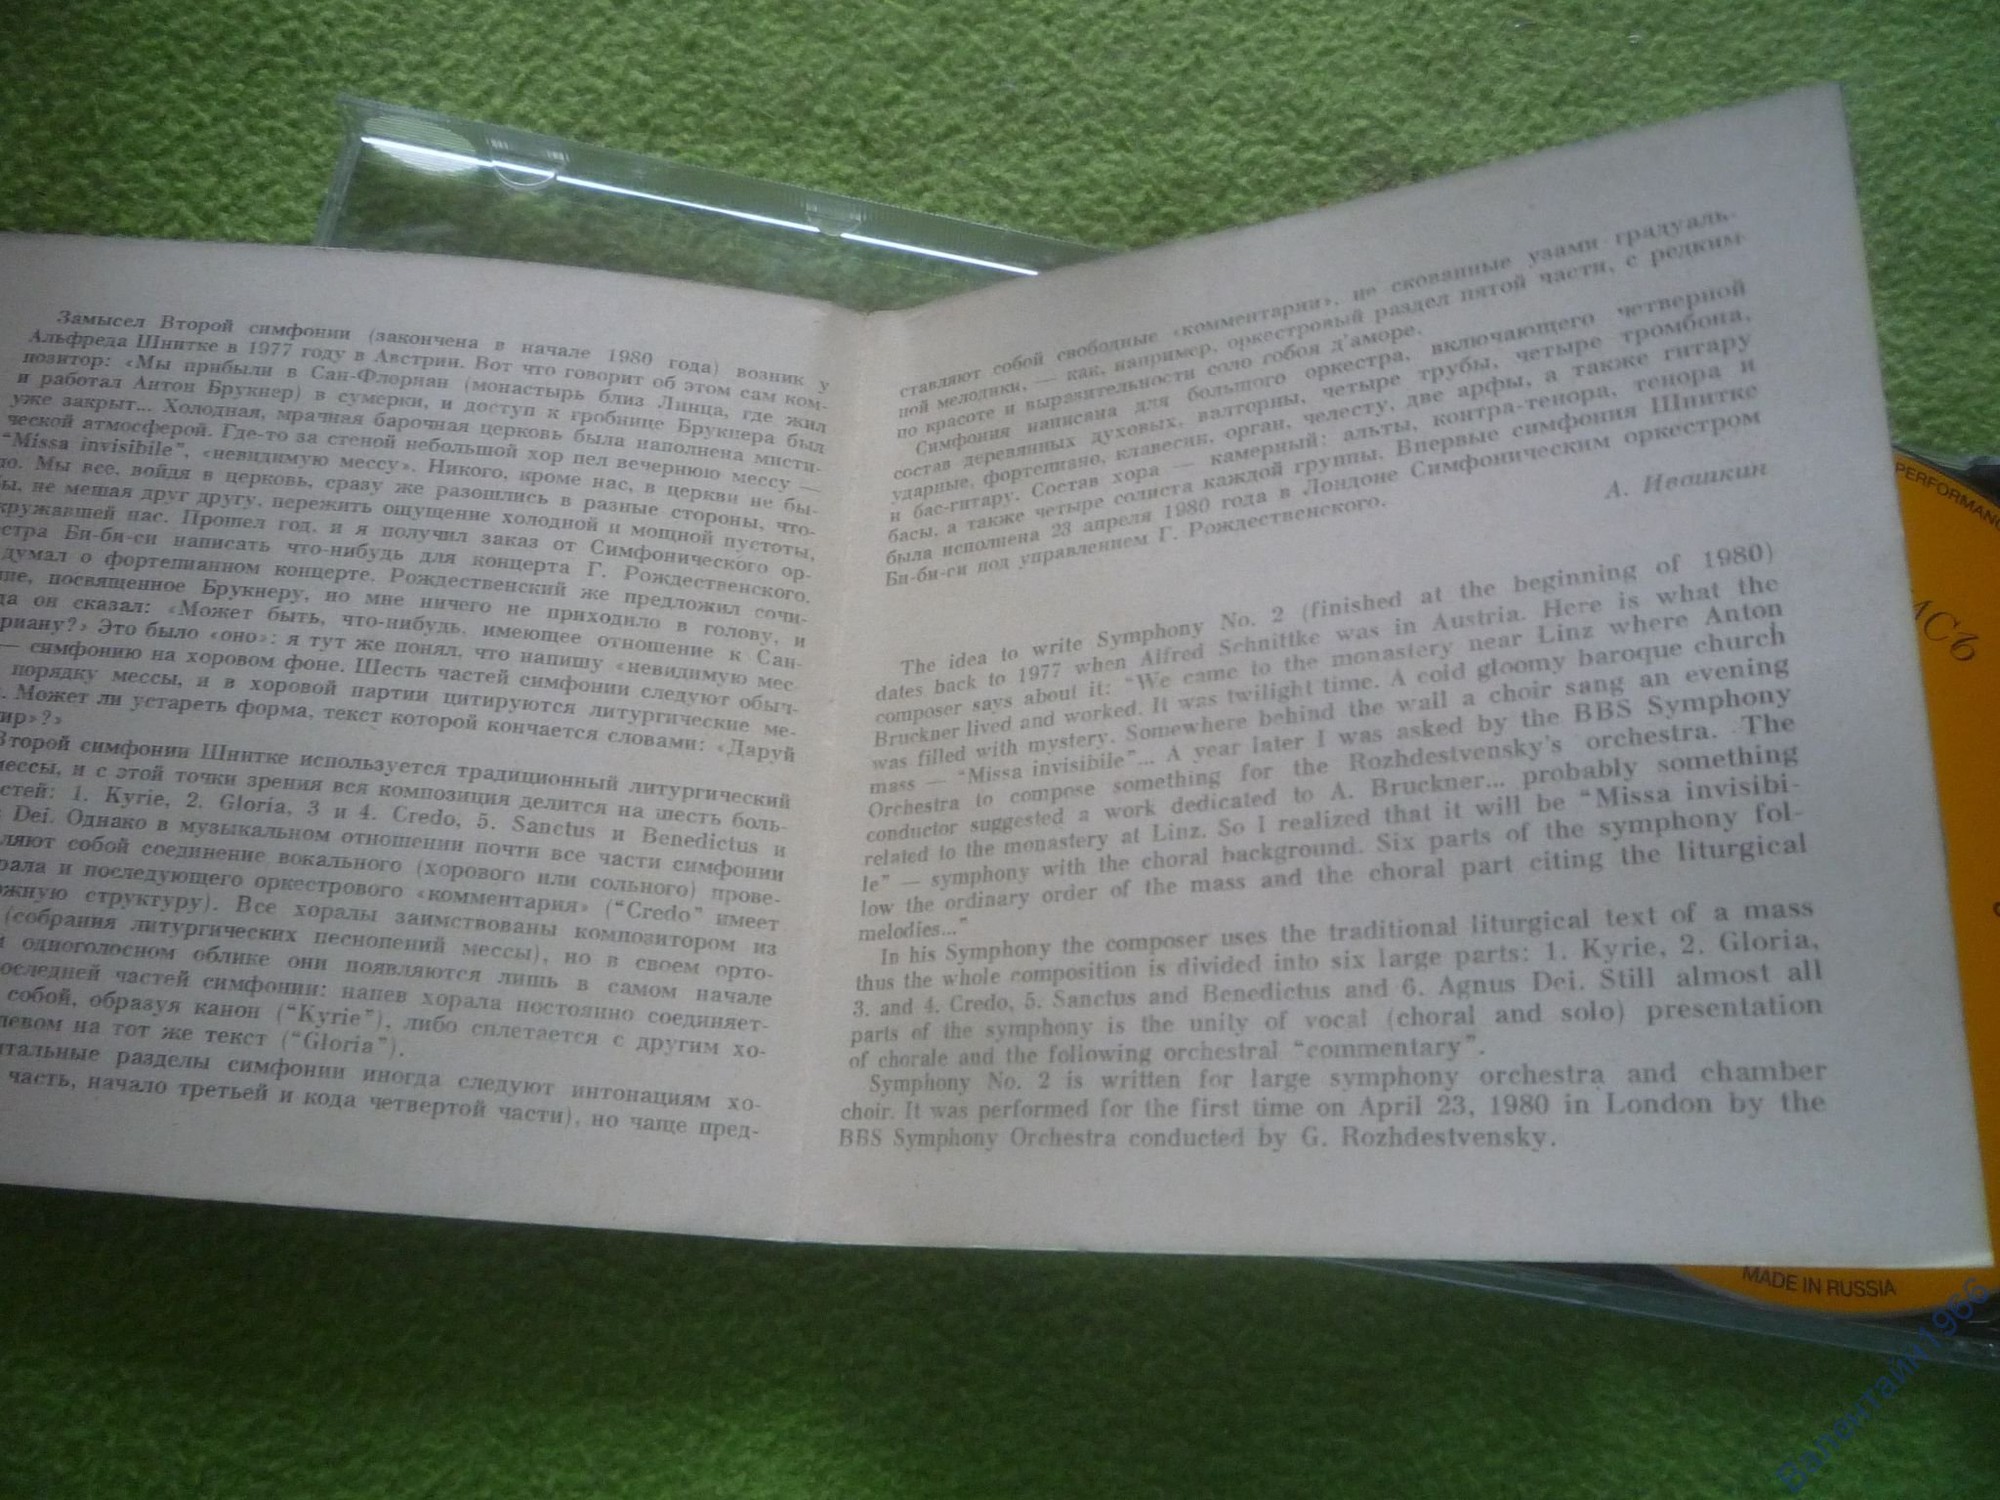 Замысел Второй симфонии (закончена в начале 1980 года) возник у
Альфреда Шнитке в 1977 году в Австрии. Вот что говорит об этом сам ком-
позитор: «Мы прибыли в Сан-Флориан (монастырь близ Линца, где жил
и работал Антон Брукнер) в сумерки, и доступ к гробнице Брукнера был
уже закрыт... Холодная, мрачная барочная церковь была наполнена мисти-
ческой атмосферой. Где-то за стеной небольшой хор пел вечернюю мессу —
“Missa invisibile”, «невидимую мессу». Никого, кроме нас, в церкви не бы-
ло. Мы все, войдя в церковь, сразу же разошлись в разные стороны, что-
бы, не мешая друг другу, пережить ощущение холодной и мощной пустоты,
кружавшей нас. Прошел год, и я получил заказ от Симфонического ор-
стра Би-би-си написать что-нибудь для концерта Г. Рождественского.
думал о фортепианном концерте, Рождественский же предложил сочи-
ние, посвященное Брукнеру, но мне ничего не приходило в голову, и
да он сказал: «Может быть, что-нибудь, имеющее отношение к Сан-
риану?» Это было «оно»: я тут же понял, что напишу «невидимую мес
— симфонию на хоровом фоне. Шесть частей симфонии следуют обыч-
порядку мессы, и в хоровой партии цитируются литургические ме-
. Может ли устареть форма, текст которой кончается словами: «Даруй
ир»?»
Второй симфонии Шнитке используется традиционный литургический
мессы, и с этой точки зрения вся композиция делится на шесть боль-
стей: 1. Kyrie, 2. Gloria, 3 и 4. Credo, 5. Sanctus и Benedictus и
Dei. Однако в музыкальном отношении почти все части симфонии
ляют собой соединение вокального (хорового или сольного) прове-
рала и последующего оркестрового «комментария» (“Credo” имеет
ожную структуру). Все хоралы заимствованы композитором из
(собрания литургических песнопений мессы), но в своем орто-
одноголосном облике они появляются лишь в самом начале
последней частей симфонии: напев хорала постоянно соединяет-
собой, образуя канон (“Kyrie”), либо сплетается с другим хо-
певом на тот же текст (“Gloria”).
нтальные разделы симфонии иногда следуют интонациям хо-
часть, начало третьей и кода четвертой части), но чаще пред-
ставляют собой свободные «комментарии», не скованные узами градуаль-
ной мелодики, — как, например, оркестровый раздел пятой части, с редким
по красоте и выразительности соло гобоя д'аморе.
Симфония написана для большого оркестра, включающего четверной
состав деревянных духовых, валторны, четыре трубы, четыре тромбона,
ударные, фортепиано, клавесин, орган, челесту, две арфы, а также гитару
и бас-гитару. Состав хора — камерный: альты, контра-тенора, тенора и
басы, а также четыре солиста каждой группы. Впервые симфония Шнитке
была исполнена 23 апреля 1980 года в Лондоне Симфоническим оркестром
Би-би-си под управлением Г. Рождественского.
А. Ивашкин
The idea to write Symphony No. 2 (finished at the beginning of 1980)
dates back to 1977 when Alfred Schnittke was in Austria. Here is what the
composer says about it: “We came to the monastery near Linz where Anton
Bruckner lived and worked. It was twilight time. A cold gloomy baroque church
was filled with mystery. Somewhere behind the wall a choir sang an evening
mass — “Missa invisibile”... A year later I was asked by the BBS Symphony
Orchestra to compose something for the Rozhdestvensky's orchestra. The
conductor suggested a work dedicated to A. Bruckner... probably something
related to the monastery at Linz. So I realized that it will be “Missa invisibi-
le” — symphony with the choral background. Six parts of the symphony fol-
low the ordinary order of the mass and the choral part citing the liturgical
melodies...”
In his Symphony the composer uses the traditional liturgical text of a mass
thus the whole composition is divided into six large parts: 1. Kyrie, 2. Gloria,
3. and 4. Credo, 5. Sanctus and Benedictus and 6. Agnus Dei. Still almost all
parts of the symphony is the unity of vocal (choral and solo) presentation
of chorale and the following orchestral “commentary”.
Symphony No. 2 is written for large symphony orchestra and chamber
choir. It was performed for the first time on April 23, 1980 in London by the
BBS Symphony Orchestra conducted by G. Rozhdestvensky.
PERFORMANC
ИСЬ
MADE IN RUSSIA
Валентайн1966